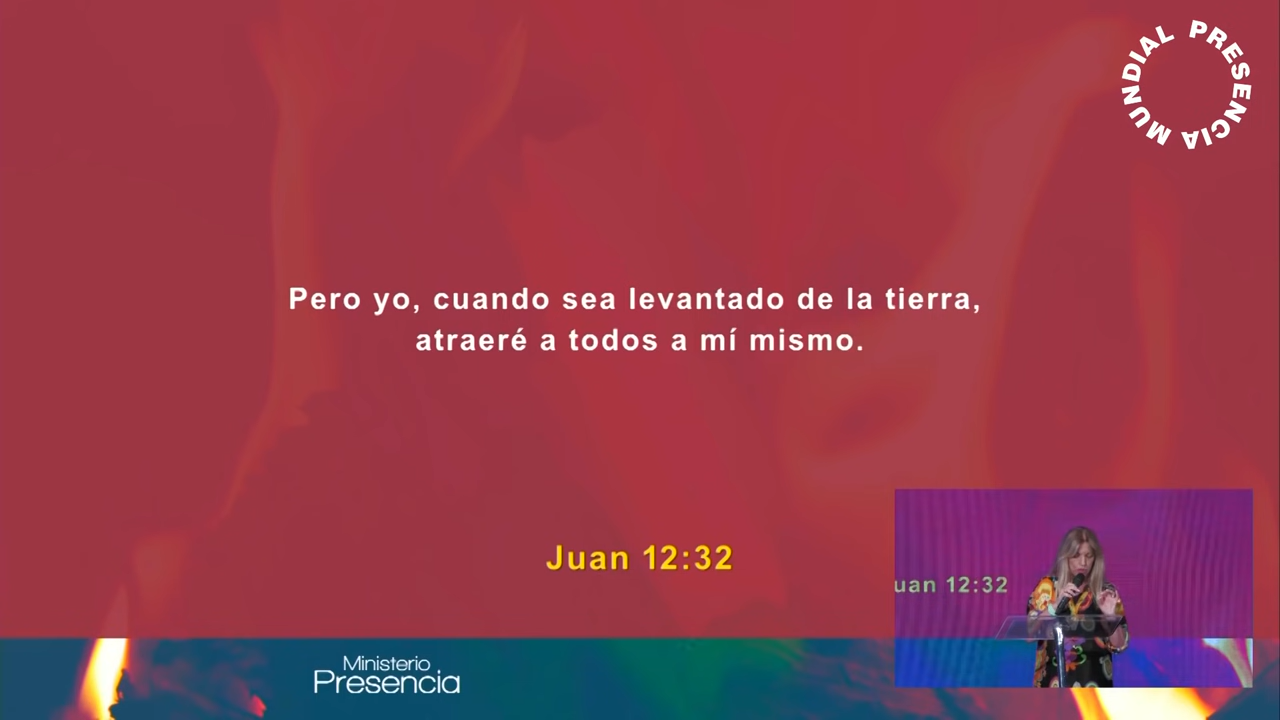 MUNDIAL PRESENCIA
Pero yo, cuando sea levantado de la tierra,
atraeré a todos a mí mismo.
Juan 12:32
uan 12:32
Ministerio
Presencia